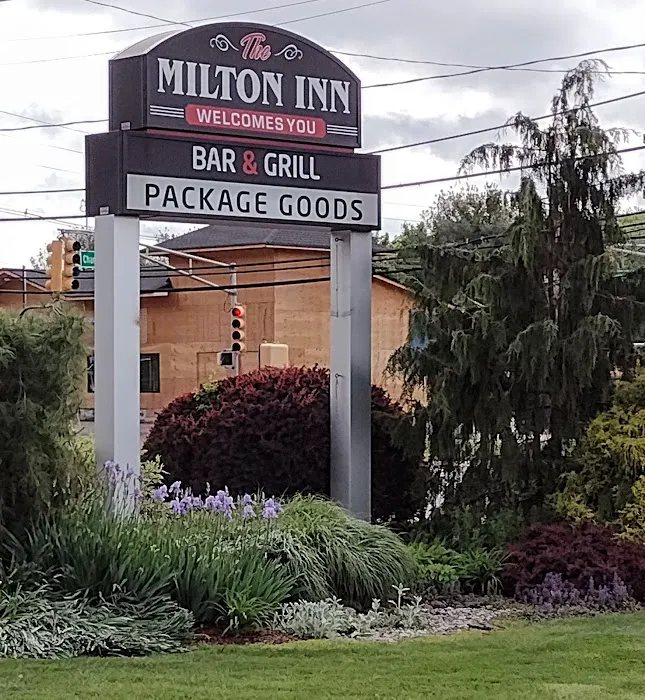 The
MILTON INN
WELCOMES YOU
BAR & GRILL
PACKAGE GOODS